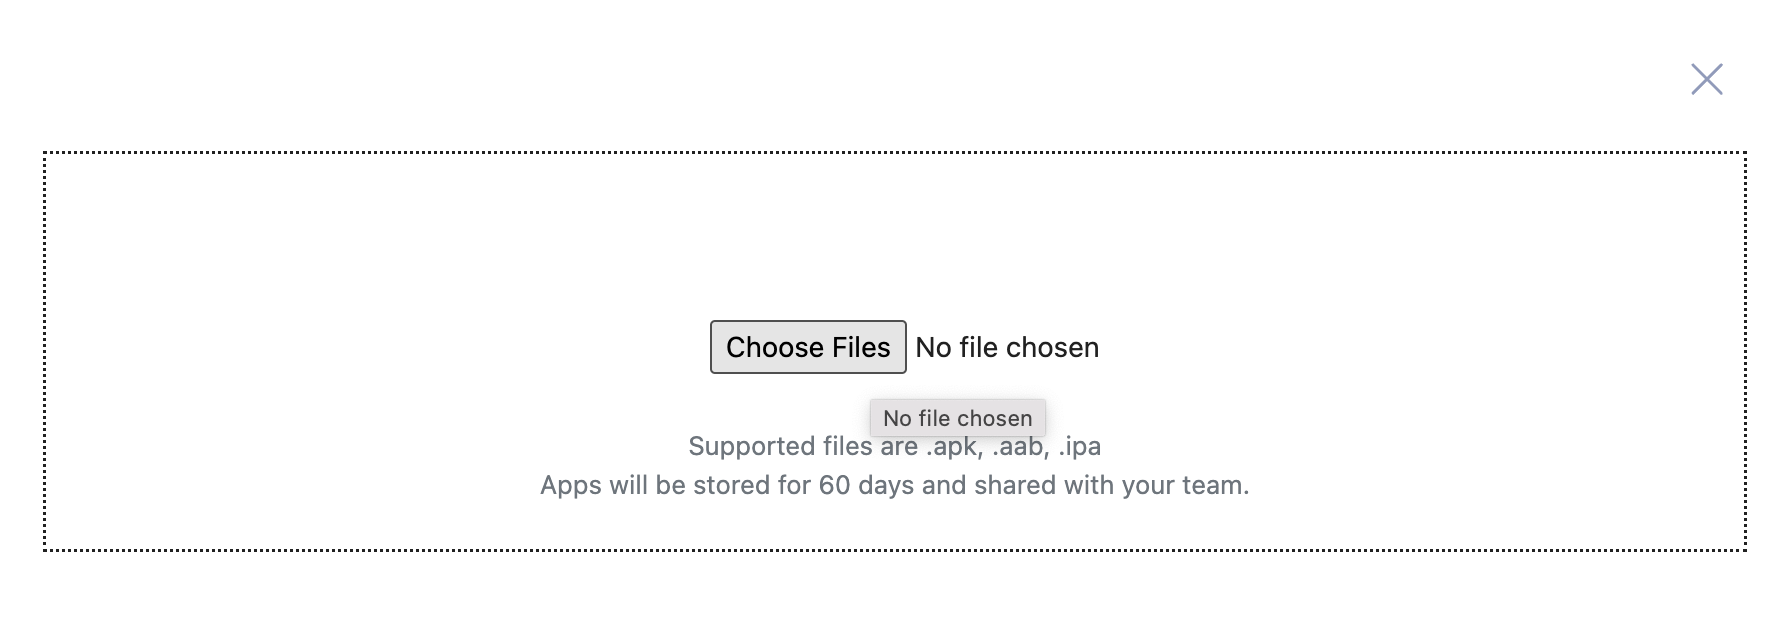 Choose Files No file chosen
No file chosen
Supported files are .apk, .aab, .ipa
Apps will be stored for 60 days and shared with your team.